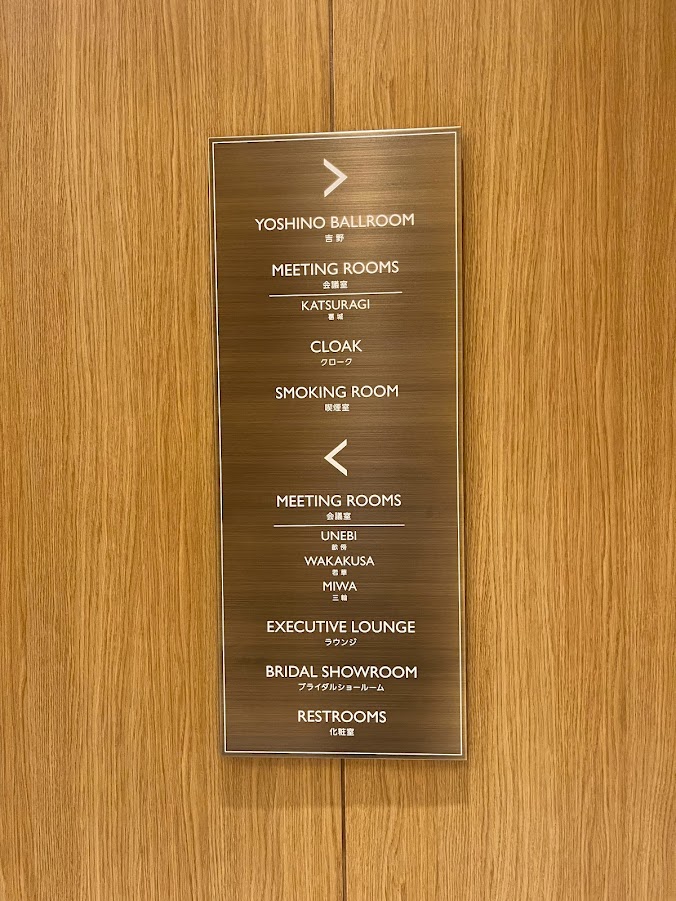 >
YOSHINO BALLROOM
吉野
MEETING ROOMS
会議室
KATSURAGI
葛城
CLOAK
クローク
SMOKING ROOM
喫煙室
<
MEETING ROOMS
会議室
UNEBI
畝傍
WAKAKUSA
若草
MIWA
三輪
EXECUTIVE LOUNGE
ラウンジ
BRIDAL SHOWROOM
ブライダルショールーム
RESTROOMS
化粧室